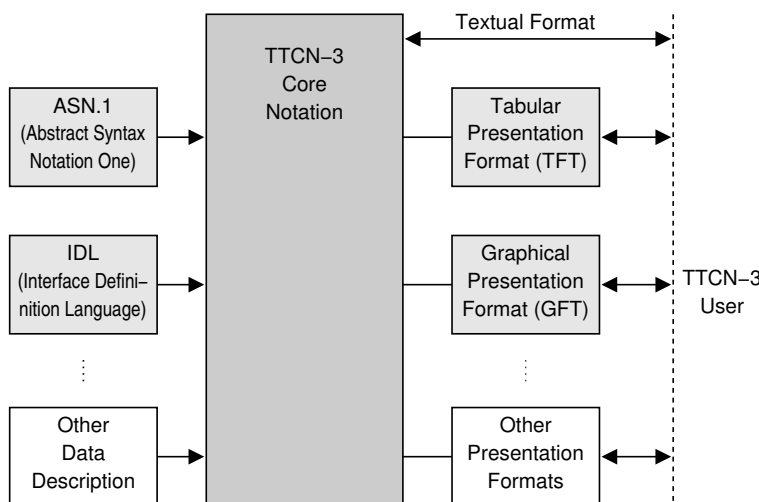 Textual Format
TTCN−3
Core
Notation
ASN.1
(Abstract Syntax
Notation One)
Tabular
Presentation
Format (TFT)
IDL
(Interface Defini−
nition Language)
Graphical
Presentation
Format (GFT)
TTCN−3
User
Other
Data
Description
Other
Presentation
Formats